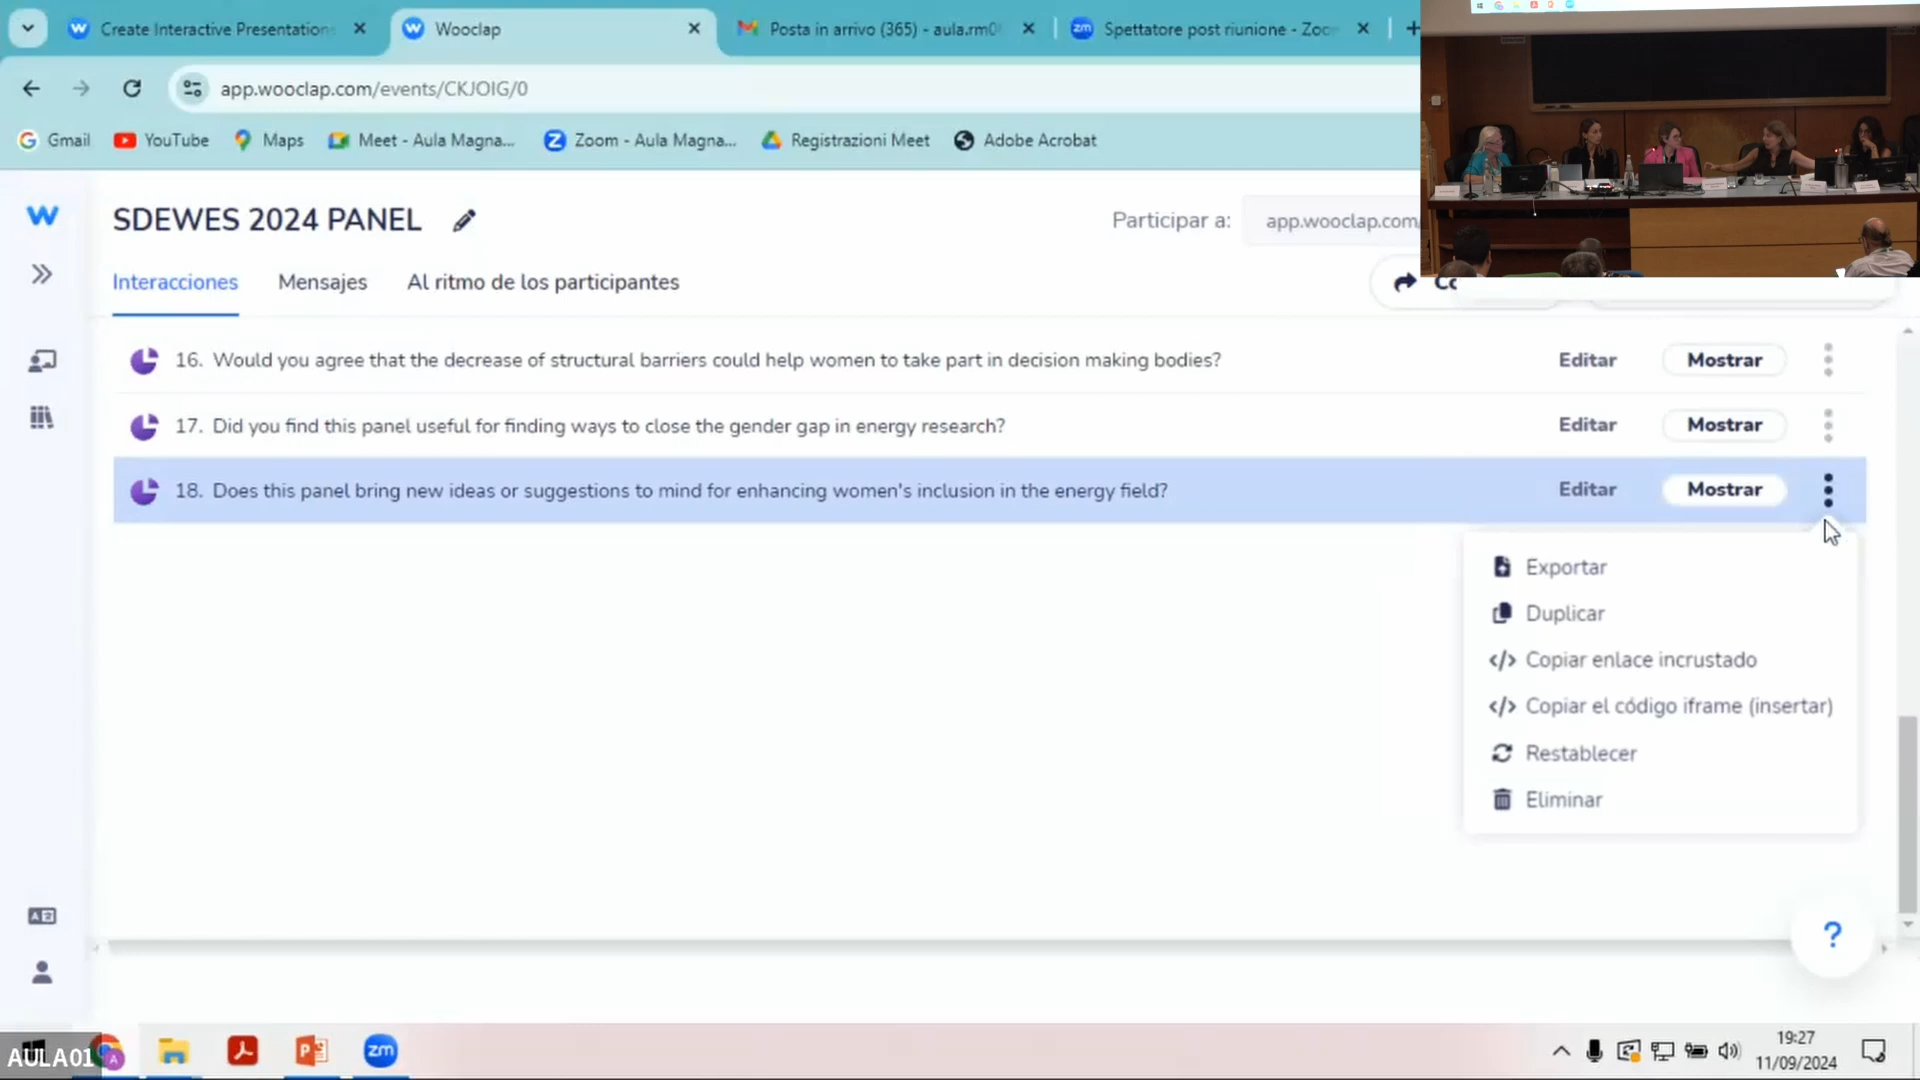 Create Interactive Presentations
Wooclap
Posta in arrivo (365) - aula.rm0
Spettatore post riunione - Zoo
app.wooclap.com/events/CKJOIG/0
Gmail
YouTube
Maps
Meet - Aula Magna...
Zoom - Aula Magna...
Registrazioni Meet
Adobe Acrobat
SDEWES 2024 PANEL
Participar a:
app.wooclap.com
Interacciones
Mensajes
Al ritmo de los participantes
16. Would you agree that the decrease of structural barriers could help women to take part in decision making bodies?
Editar
Mostrar
17. Did you find this panel useful for finding ways to close the gender gap in energy research?
Editar
Mostrar
18. Does this panel bring new ideas or suggestions to mind for enhancing women's inclusion in the energy field?
Editar
Mostrar
Exportar
Duplicar
</> Copiar enlace incrustado
</> Copiar el código iframe (insertar)
Restablecer
Eliminar
?
AULA01
zm
19:27
11/09/2024